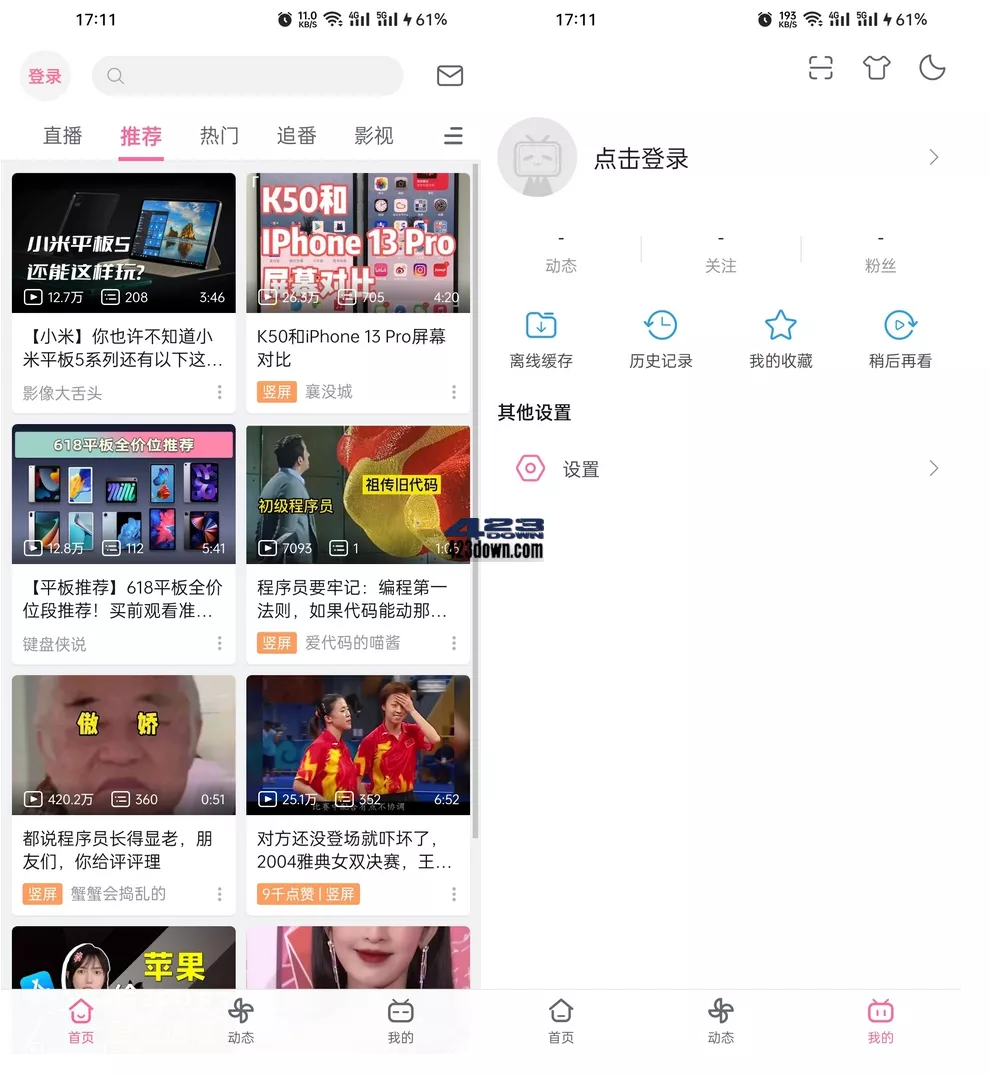 17:11
11.0
KB/S
4G
5G
61%
登录
直播
推荐
热门
追番
影视
小米平板5
还能这样玩?
12.7万
208
3:46
【小米】你也许不知道小
米平板5系列还有以下这...
影像大舌头
K50和
IPhone 13 Pro
屏幕对比
26.3万
705
4:20
K50和iPhone 13 Pro屏幕
对比
竖屏
襄没城
618平板全价位推荐
12.8万
112
5:41
【平板推荐】618平板全价
位段推荐！买前观看准...
键盘侠说
祖传旧代码
初级程序员
7093
1
程序员要牢记：编程第一
法则，如果代码能动那...
竖屏
爱代码的喵酱
傲 娇
420.2万
360
0:51
都说程序员长得显老，朋
友们，你给评评理
竖屏
蟹蟹会捣乱的
25.1万
352
6:52
对方还没登场就吓坏了，
2004雅典女双决赛，王...
9千点赞 | 竖屏
苹果
首页
动态
我的
17:11
193
KB/S
4G
5G
61%
点击登录
-
动态
-
关注
-
粉丝
离线缓存
历史记录
我的收藏
稍后再看
其他设置
设置
423
DOWN
423down.com
首页
动态
我的